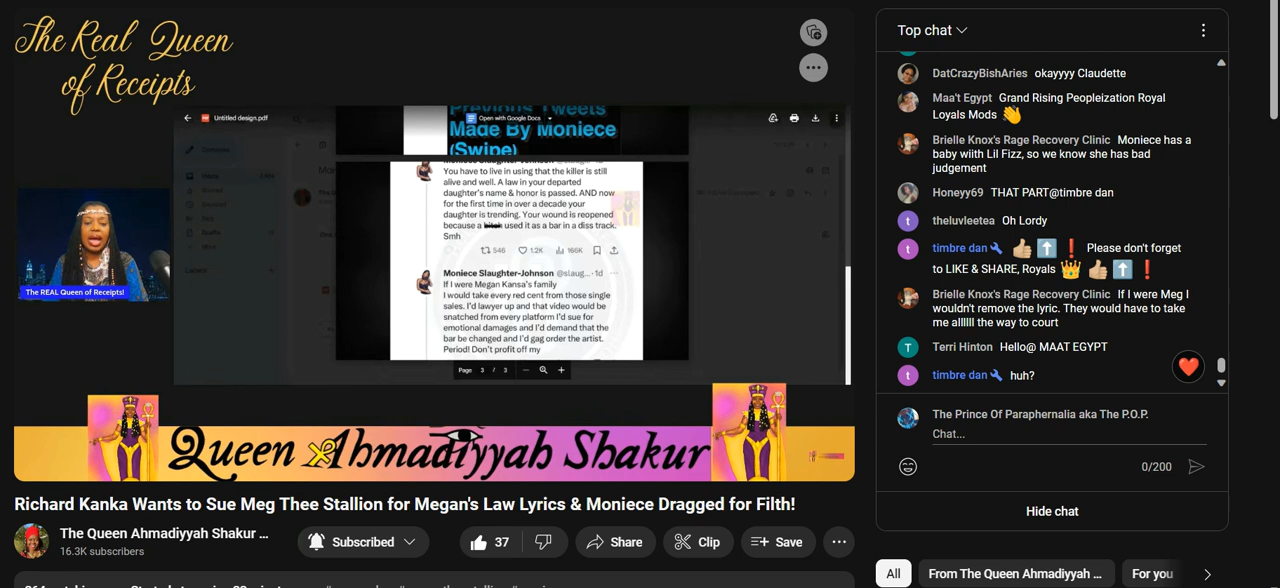 The Real Queen
of Receipts
Untitled design.pdf
Open with Google Docs
Previous Tweets
Made By Moniece
(Swipe)
Moniece Slaughter-Johnson
You have to live in using that the killer is still
alive and well. A law in your departed
daughter's name & honor is passed. AND now
for the first time in over a decade your
daughter is trending. Your wound is reopened
because a bitch used it as a bar in a diss track.
Smh
546 1.2K 166K
Moniece Slaughter-Johnson @slaug... ·1d
If I were Megan Kansa's family
I would take every red cent from those single
sales. I'd lawyer up and that video would be
snatched from every platform I'd sue for
emotional damages and I'd demand that the
bar be changed and I'd gag order the artist.
Period! Don't profit off my
Page 3 / 3
The REAL Queen of Receipts!
Queen Ahmadiyyah Shakur
Richard Kanka Wants to Sue Meg Thee Stallion for Megan's Law Lyrics & Moniece Dragged for Filth!
The Queen Ahmadiyyah Shakur ...
16.3K subscribers
Subscribed
37
Share
Clip
Save
Top chat
DatCrazyBishAries okayyyy Claudette
Maa't Egypt Grand Rising Peopleization Royal
Loyals Mods 👋
Brielle Knox's Rage Recovery Clinic Moniece has a
baby wiith Lil Fizz, so we know she has bad
judgement
Honeyy69 THAT PART@timbre dan
t theluvleetea Oh Lordy
t timbre dan 👍⬆️❗ Please don't forget
to LIKE & SHARE, Royals 👑👍⬆️❗
Brielle Knox's Rage Recovery Clinic If I were Meg I
wouldn't remove the lyric. They would have to take
me allllll the way to court
T Terri Hinton Hello@ MAAT EGYPT
t timbre dan huh?
The Prince Of Paraphernalia aka The P.O.P.
Chat...
0/200
Hide chat
All
From The Queen Ahmadiyyah ...
For you